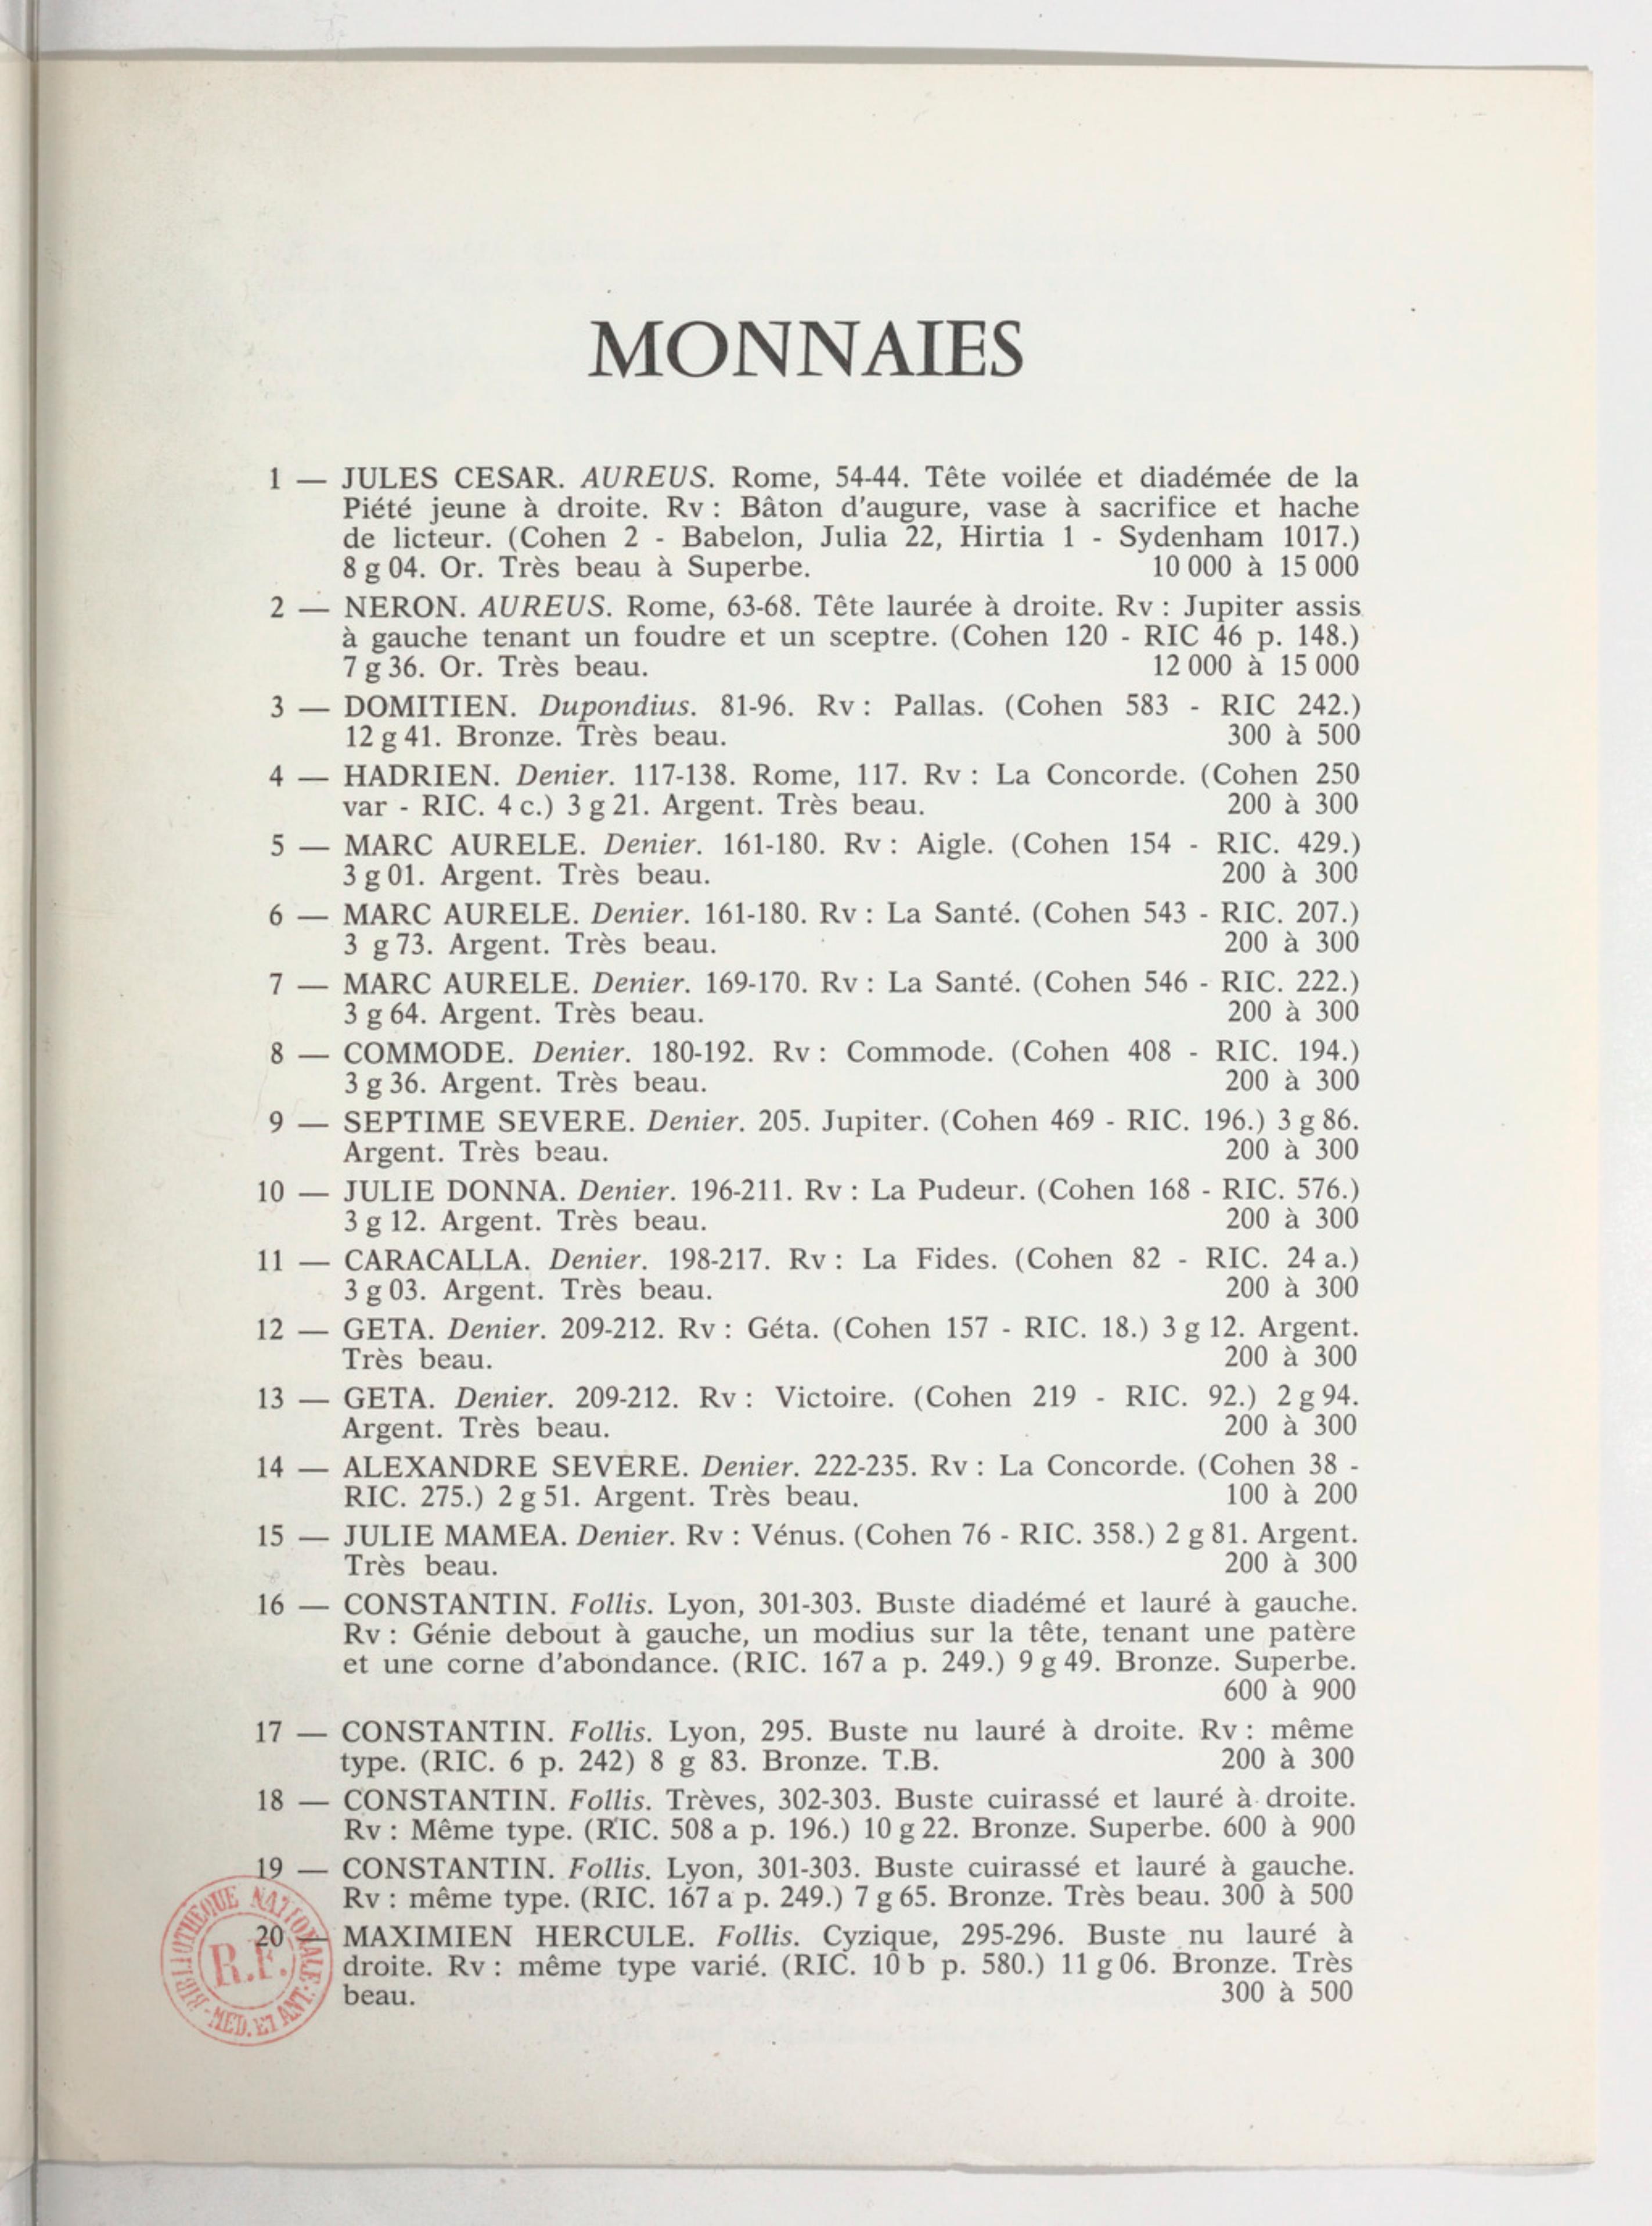 MONNAIES
1 — JULES CESAR. AUREUS. Rome, 54-44. Tête voilée et diadémée de la
Piété jeune à droite. Rv : Bâton d'augure, vase à sacrifice et hache
de licteur. (Cohen 2 - Babelon, Julia 22, Hirtia 1 - Sydenham 1017.)
8 g 04. Or. Très beau à Superbe. 10 000 à 15 000
2 — NERON. AUREUS. Rome, 63-68. Tête laurée à droite. Rv : Jupiter assis
à gauche tenant un foudre et un sceptre. (Cohen 120 - RIC 46 p. 148.)
7 g 36. Or. Très beau. 12 000 à 15 000
3 — DOMITIEN. Dupondius. 81-96. Rv : Pallas. (Cohen 583 - RIC 242.)
12 g 41. Bronze. Très beau. 300 à 500
4 — HADRIEN. Denier. 117-138. Rome, 117. Rv : La Concorde. (Cohen 250
var - RIC. 4 c.) 3 g 21. Argent. Très beau. 200 à 300
5 — MARC AURELE. Denier. 161-180. Rv : Aigle. (Cohen 154 - RIC. 429.)
3 g 01. Argent. Très beau. 200 à 300
6 — MARC AURELE. Denier. 161-180. Rv : La Santé. (Cohen 543 - RIC. 207.)
3 g 73. Argent. Très beau. 200 à 300
7 — MARC AURELE. Denier. 169-170. Rv : La Santé. (Cohen 546 - RIC. 222.)
3 g 64. Argent. Très beau. 200 à 300
8 — COMMODE. Denier. 180-192. Rv : Commode. (Cohen 408 - RIC. 194.)
3 g 36. Argent. Très beau. 200 à 300
9 — SEPTIME SEVERE. Denier. 205. Jupiter. (Cohen 469 - RIC. 196.) 3 g 86.
Argent. Très beau. 200 à 300
10 — JULIE DONNA. Denier. 196-211. Rv : La Pudeur. (Cohen 168 - RIC. 576.)
3 g 12. Argent. Très beau. 200 à 300
11 — CARACALLA. Denier. 198-217. Rv : La Fides. (Cohen 82 - RIC. 24 a.)
3 g 03. Argent. Très beau. 200 à 300
12 — GETA. Denier. 209-212. Rv : Géta. (Cohen 157 - RIC. 18.) 3 g 12. Argent.
Très beau. 200 à 300
13 — GETA. Denier. 209-212. Rv : Victoire. (Cohen 219 - RIC. 92.) 2 g 94.
Argent. Très beau. 200 à 300
14 — ALEXANDRE SEVERE. Denier. 222-235. Rv : La Concorde. (Cohen 38 -
RIC. 275.) 2 g 51. Argent. Très beau. 100 à 200
15 — JULIE MAMEA. Denier. Rv : Vénus. (Cohen 76 - RIC. 358.) 2 g 81. Argent.
Très beau. 200 à 300
16 — CONSTANTIN. Follis. Lyon, 301-303. Buste diadémé et lauré à gauche.
Rv : Génie debout à gauche, un modius sur la tête, tenant une patère
et une corne d'abondance. (RIC. 167 a p. 249.) 9 g 49. Bronze. Superbe.
600 à 900
17 — CONSTANTIN. Follis. Lyon, 295. Buste nu lauré à droite. Rv : même
type. (RIC. 6 p. 242) 8 g 83. Bronze. T.B. 200 à 300
18 — CONSTANTIN. Follis. Trèves, 302-303. Buste cuirassé et lauré à droite.
Rv : Même type. (RIC. 508 a p. 196.) 10 g 22. Bronze. Superbe. 600 à 900
19 — CONSTANTIN. Follis. Lyon, 301-303. Buste cuirassé et lauré à gauche.
Rv : même type. (RIC. 167 a p. 249.) 7 g 65. Bronze. Très beau. 300 à 500
20 — MAXIMIEN HERCULE. Follis. Cyzique, 295-296. Buste nu lauré à
droite. Rv : même type varié. (RIC. 10 b p. 580.) 11 g 06. Bronze. Très
beau. 300 à 500
BIBLIOTHEQUE NATIONALE
R.F.
MED. ET ANT.